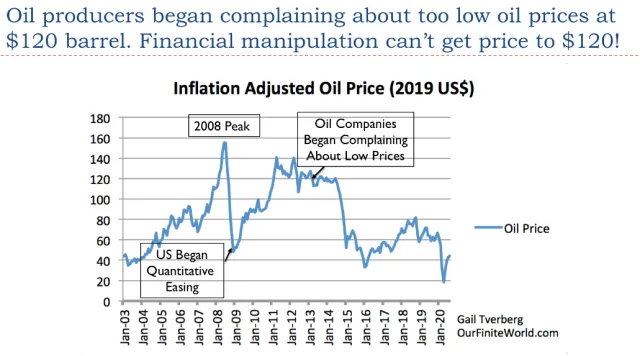 Oil producers began complaining about too low oil prices at
$120 barrel. Financial manipulation can't get price to $120!
Inflation Adjusted Oil Price (2019 US$)
180
160
140
120
100
80
60
40
20
0
2008 Peak
Oil Companies
Began Complaining
About Low Prices
US Began
Quantitative
Easing
Oil Price
Jan-03
Jan-04
Jan-05
Jan-06
Jan-07
Jan-08
Jan-09
Jan-10
Jan-11
Jan-12
Jan-13
Jan-14
Jan-15
Jan-16
Jan-17
Jan-18
Jan-19
Jan-20
Gail Tverberg
OurFiniteWorld.com